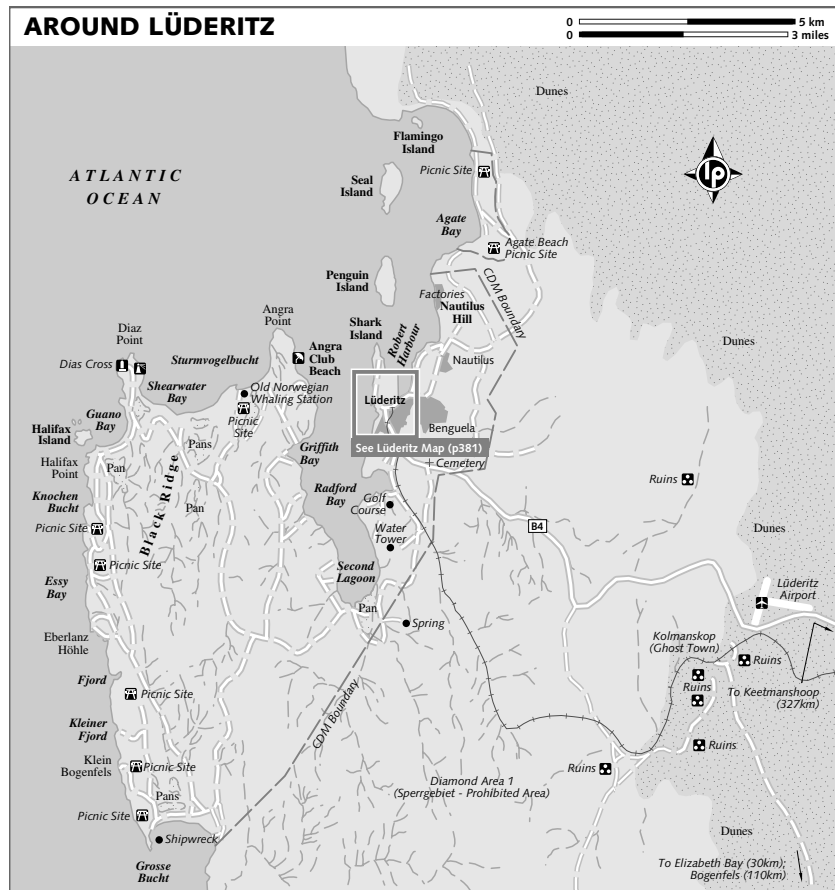 AROUND LÜDERITZ
0 5 km
0 3 miles
Dunes
ATLANTIC
OCEAN
Flamingo
Island
Picnic Site
lp
Seal
Island
Agate
Bay
Agate Beach
Picnic Site
Penguin
Island
CDM Boundary
Factories
Nautilus
Hill
Angra
Point
Shark
Island
Robert
Harbour
Diaz
Point
Dunes
Dias Cross
Sturmvogelbucht
Angra
Club
Beach
Nautilus
Shearwater
Bay
Old Norwegian
Whaling Station
Lüderitz
Guano
Bay
Picnic
Site
Benguela
Halifax
Island
Pans
Griffith
Bay
See Lüderitz Map (p381)
Cemetery
Halifax
Point
Pan
Black Ridge
Ruins
Knochen
Bucht
Pan
Radford
Bay
Golf
Course
Picnic Site
B4
Dunes
Water
Tower
Picnic Site
Second
Lagoon
Essy
Bay
Lüderitz
Airport
Pan
Spring
Eberlanz
Höhle
Kolmanskop
(Ghost Town)
Ruins
Fjord
Ruins
Picnic Site
To Keetmanshoop
(327km)
Kleiner
Fjord
CDM Boundary
Ruins
Klein
Bogenfels
Picnic Site
Ruins
Diamond Area 1
(Sperrgebiet - Prohibited Area)
Pans
Picnic Site
Shipwreck
Dunes
Grosse
Bucht
To Elizabeth Bay (30km);
Bogenfels (110km)